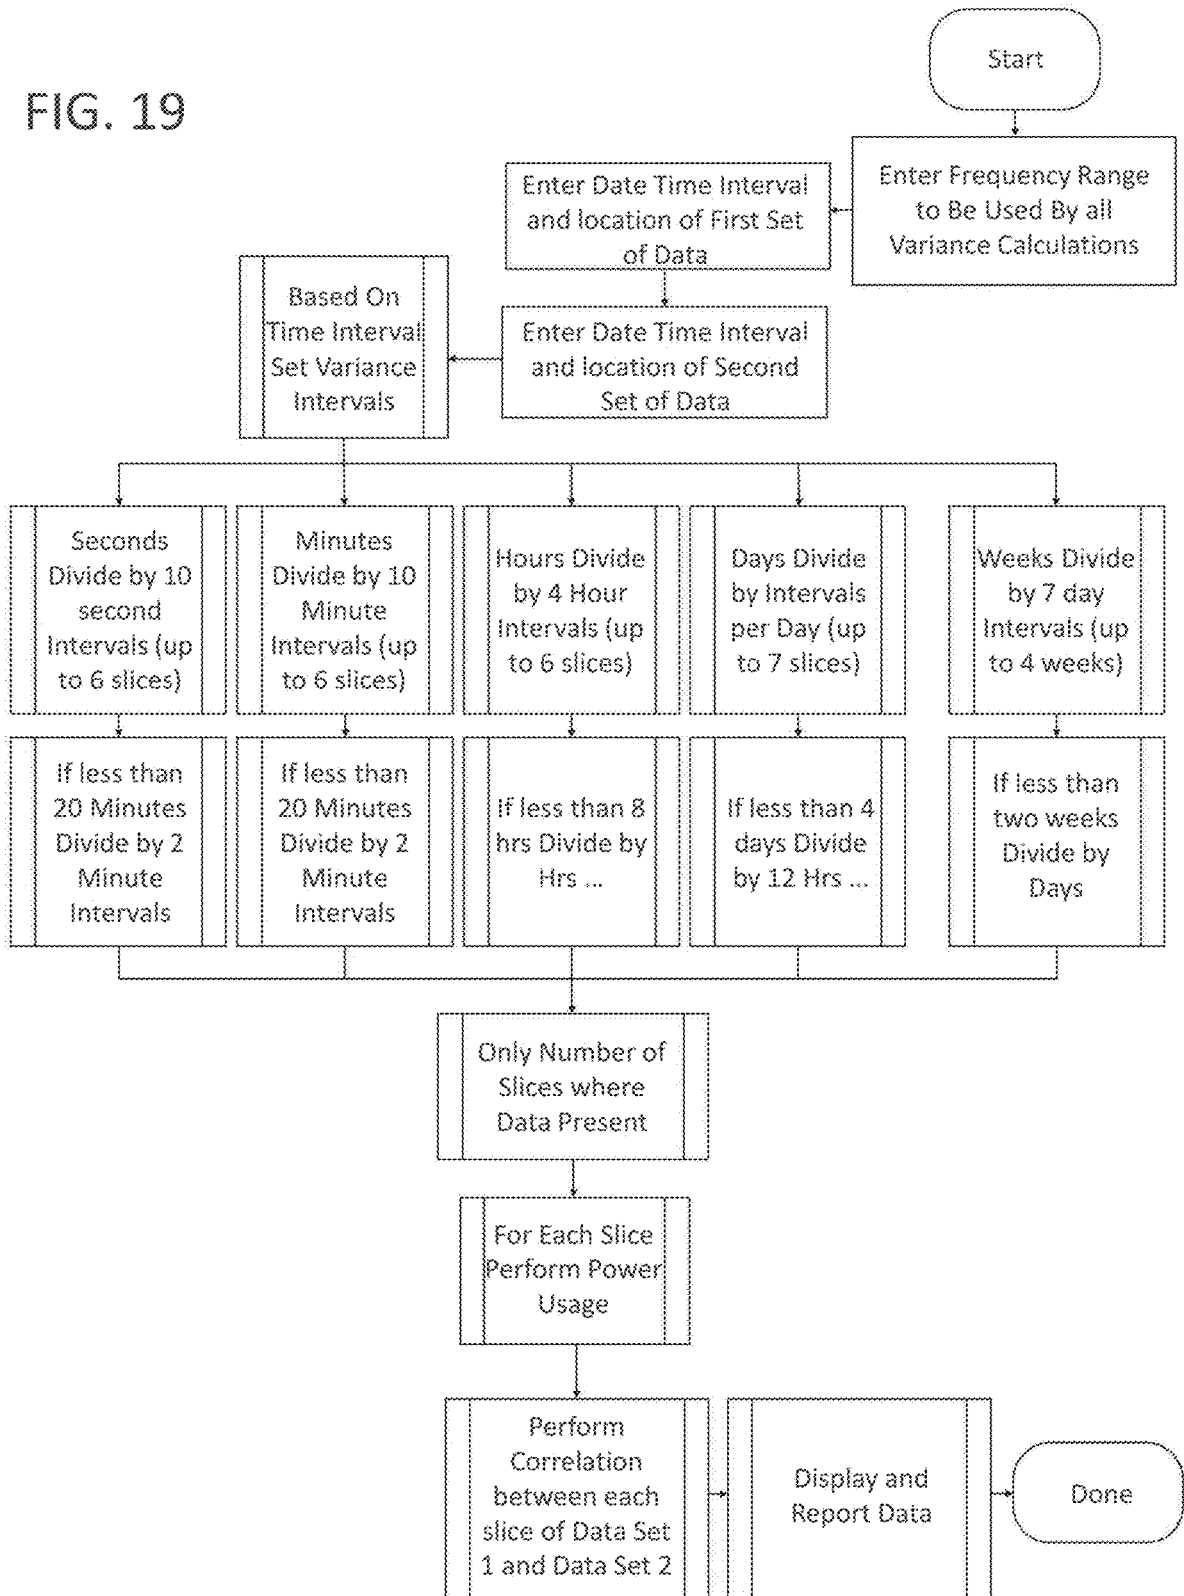 FIG. 19
Start
Enter Frequency Range
to Be Used By all
Variance Calculations
Enter Date Time Interval
and location of First Set
of Data
Enter Date Time Interval
and location of Second
Set of Data
Based On
Time Interval
Set Variance
Intervals
Seconds
Divide by 10
second
Intervals (up
to 6 slices)
Minutes
Divide by 10
Minute
Intervals (up
to 6 slices)
Hours Divide
by 4 Hour
Intervals (up
to 6 slices)
Days Divide
by Intervals
per Day (up
to 7 slices)
Weeks Divide
by 7 day
Intervals (up
to 4 weeks)
If less than
20 Minutes
Divide by 2
Minute
Intervals
If less than
20 Minutes
Divide by 2
Minute
Intervals
If less than 8
hrs Divide by
Hrs ...
If less than 4
days Divide
by 12 Hrs ...
If less than
two weeks
Divide by
Days
Only Number of
Slices where
Data Present
For Each Slice
Perform Power
Usage
Perform
Correlation
between each
slice of Data Set
1 and Data Set 2
Display and
Report Data
Done